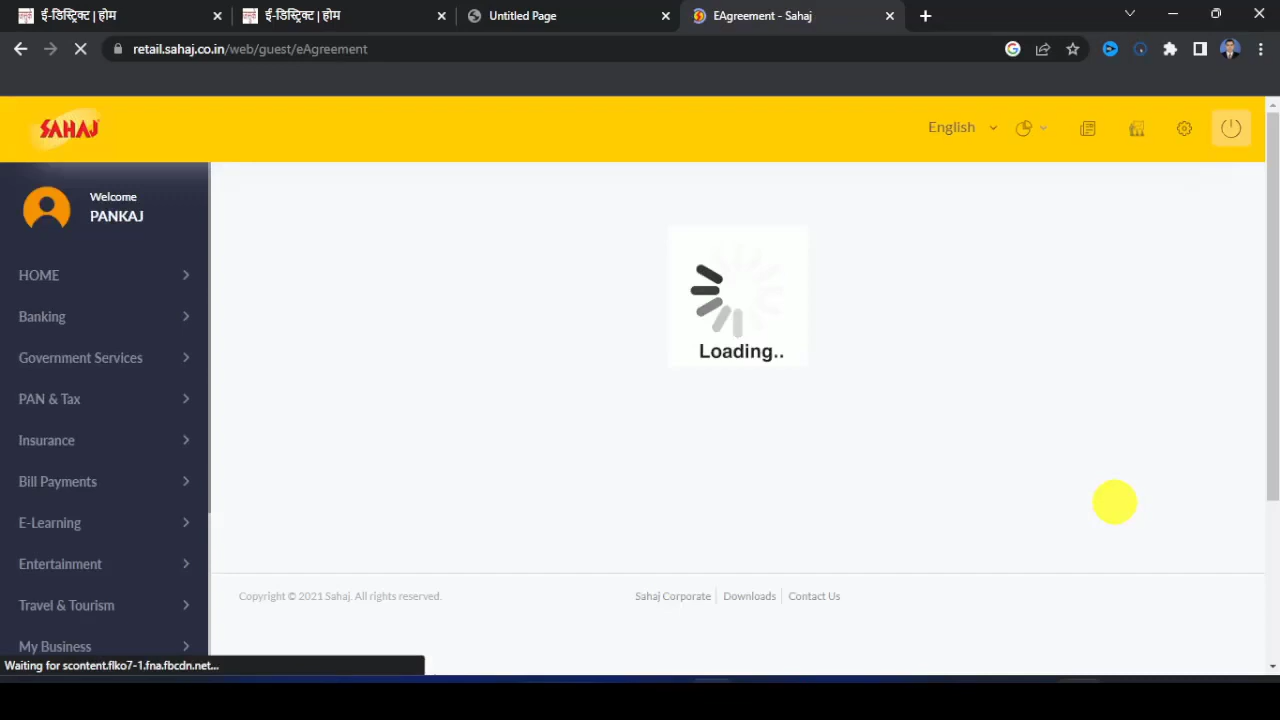 ई-डिस्ट्रिक्ट | होम
ई-डिस्ट्रिक्ट | होम
Untitled Page
EAgreement - Sahaj
retail.sahaj.co.in/web/guest/eAgreement
SAHAJ
English
Welcome
PANKAJ
HOME
Banking
Government Services
PAN & Tax
Insurance
Bill Payments
E-Learning
Entertainment
Travel & Tourism
My Business
Loading..
Copyright © 2021 Sahaj. All rights reserved.
Sahaj Corporate | Downloads | Contact Us
Waiting for scontent.flko7-1.fna.fbcdn.net...